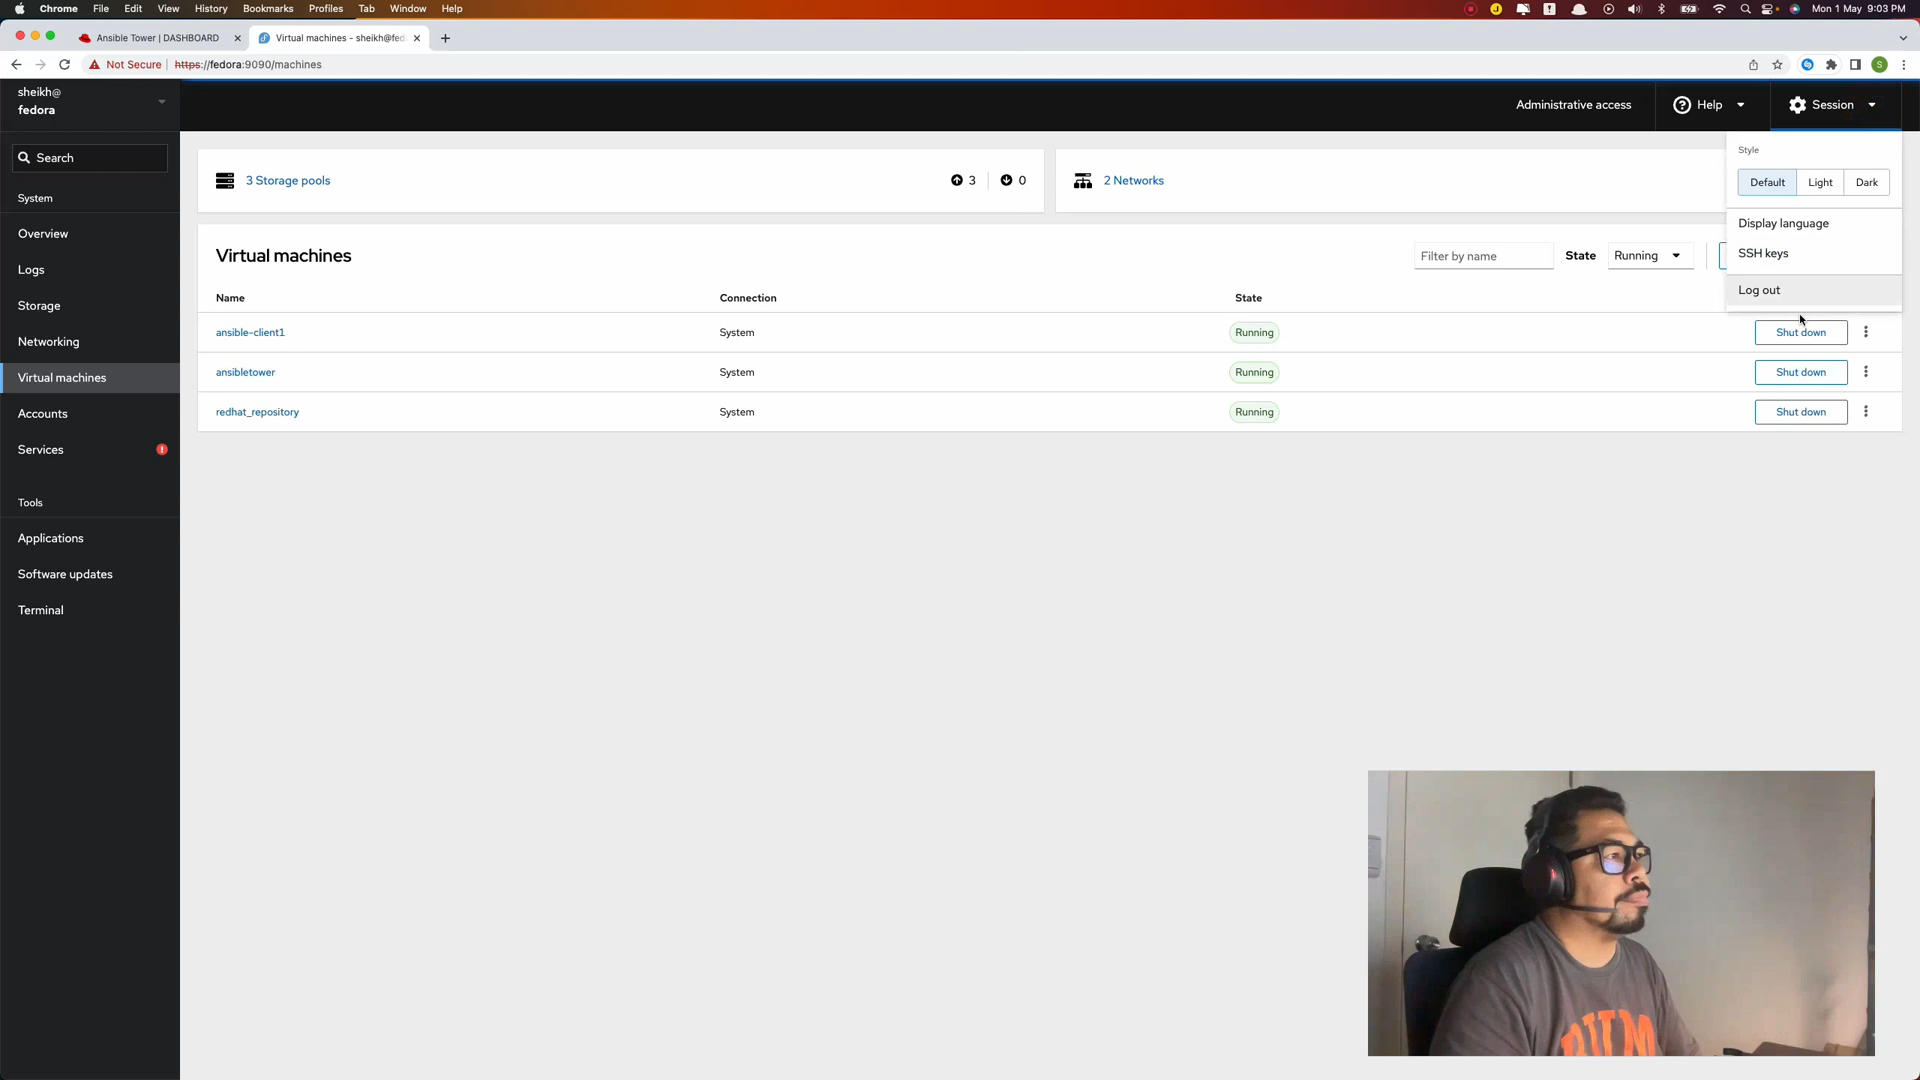 Chrome File Edit View History Bookmarks Profiles Tab Window Help
Mon 1 May 9:03 PM
Ansible Tower | DASHBOARD
Virtual machines - sheikh@fed
Not Secure https://fedora:9090/machines
S
sheikh@
fedora
Administrative access
Help
Session
Search
System
Overview
Logs
Storage
Networking
Virtual machines
Accounts
Services
Tools
Applications
Software updates
Terminal
3 Storage pools
3
0
2 Networks
Style
Default Light Dark
Display language
SSH keys
Log out
Virtual machines
Filter by name
State
Running
Name Connection State
ansible-client1 System Running Shut down
ansibletower System Running Shut down
redhat_repository System Running Shut down